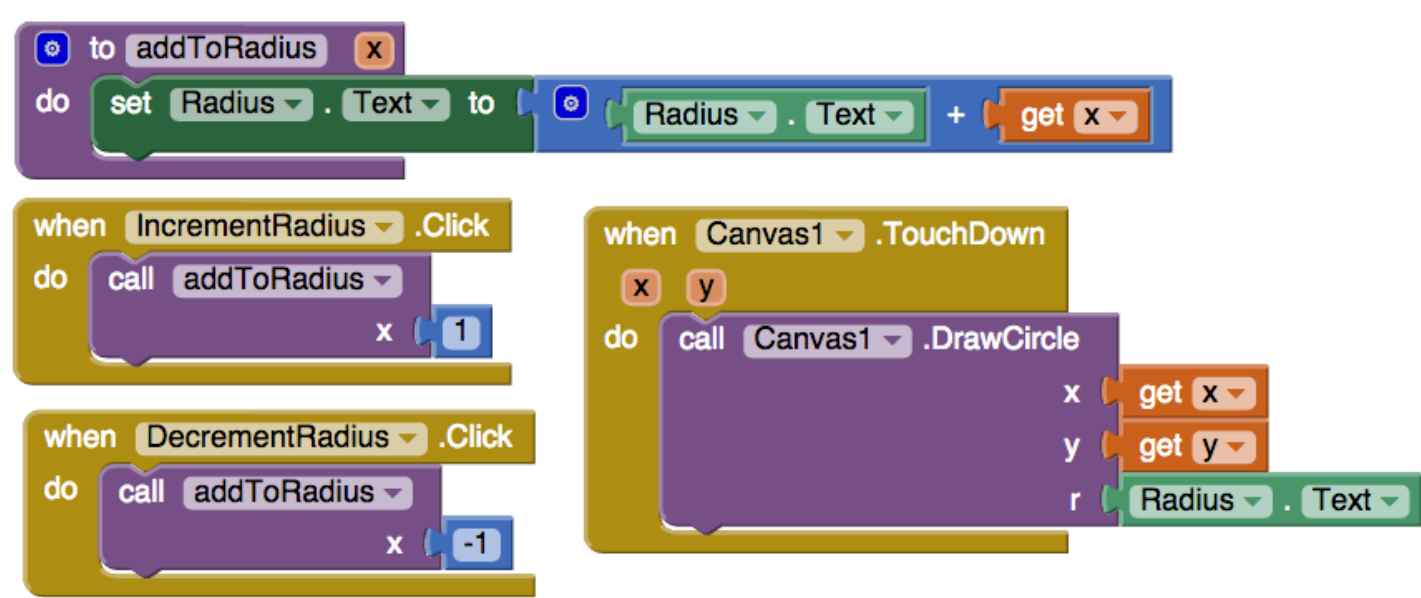 to addToRadius x
do set Radius . Text to Radius . Text + get x
when IncrementRadius .Click
do call addToRadius
x 1
when DecrementRadius .Click
do call addToRadius
x -1
when Canvas1 .TouchDown
x y
do call Canvas1 .DrawCircle
x get x
y get y
r Radius . Text